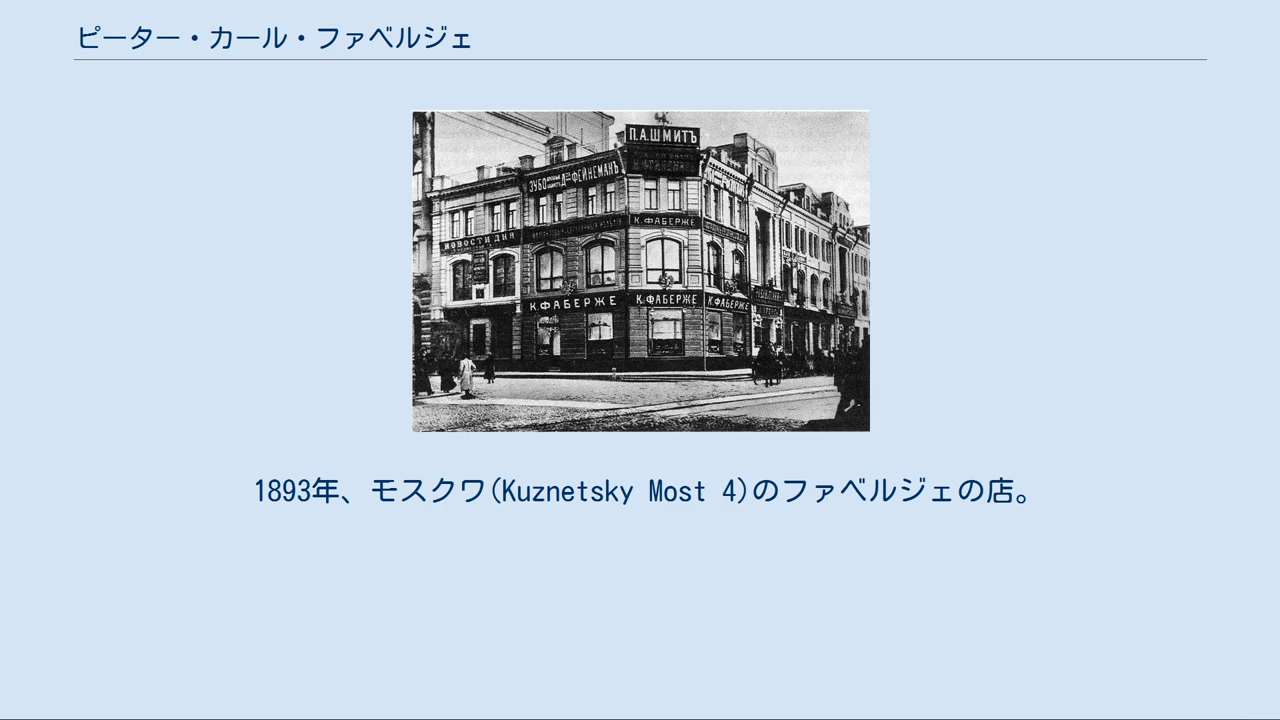 ピーター・カール・ファベルジェ
П.А.ШМИТЪ
ЗУБО Д-РА ФЕЙНЕМАНЪ
К.ФАБЕРЖЕ
НОВОСТИ ДНЯ
К.ФАБЕРЖЕ К.ФАБЕРЖЕ К.ФАБЕРЖЕ
1893年、モスクワ(Kuznetsky Most 4)のファベルジェの店。